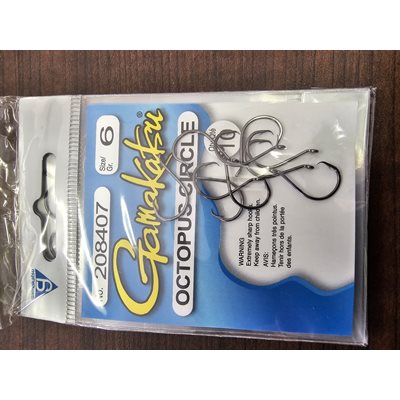 No. 208407
Size/
Gr. 6
Gamakatsu
OCTOPUS CIRCLE
10
WARNING
Extremely sharp hook
Keep away from children.
AVIS:
Hameçons très pointus.
Tenir hors de la portée
des enfants.